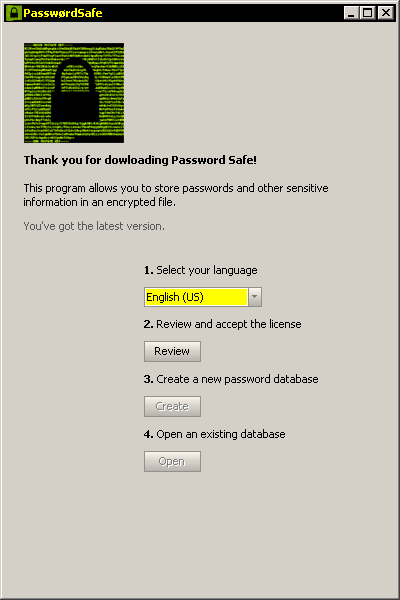 PasswørdSafe
Thank you for dowloading Password Safe!
This program allows you to store passwords and other sensitive
information in an encrypted file.
You've got the latest version.
1. Select your language
English (US)
2. Review and accept the license
Review
3. Create a new password database
Create
4. Open an existing database
Open